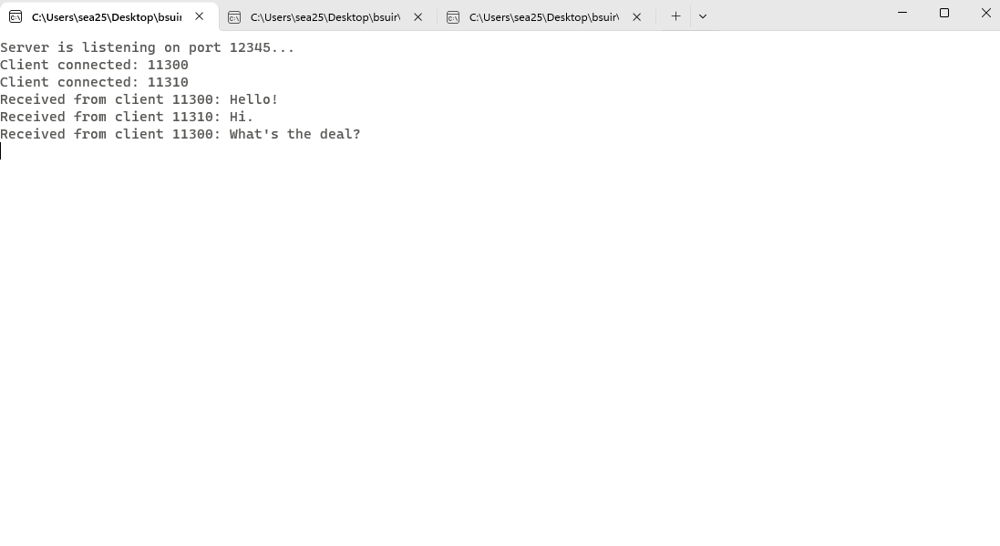 C:\Users\sea25\Desktop\bsuir
C:\Users\sea25\Desktop\bsuir\
C:\Users\sea25\Desktop\bsuir\
Server is listening on port 12345...
Client connected: 11300
Client connected: 11310
Received from client 11300: Hello!
Received from client 11310: Hi.
Received from client 11300: What's the deal?